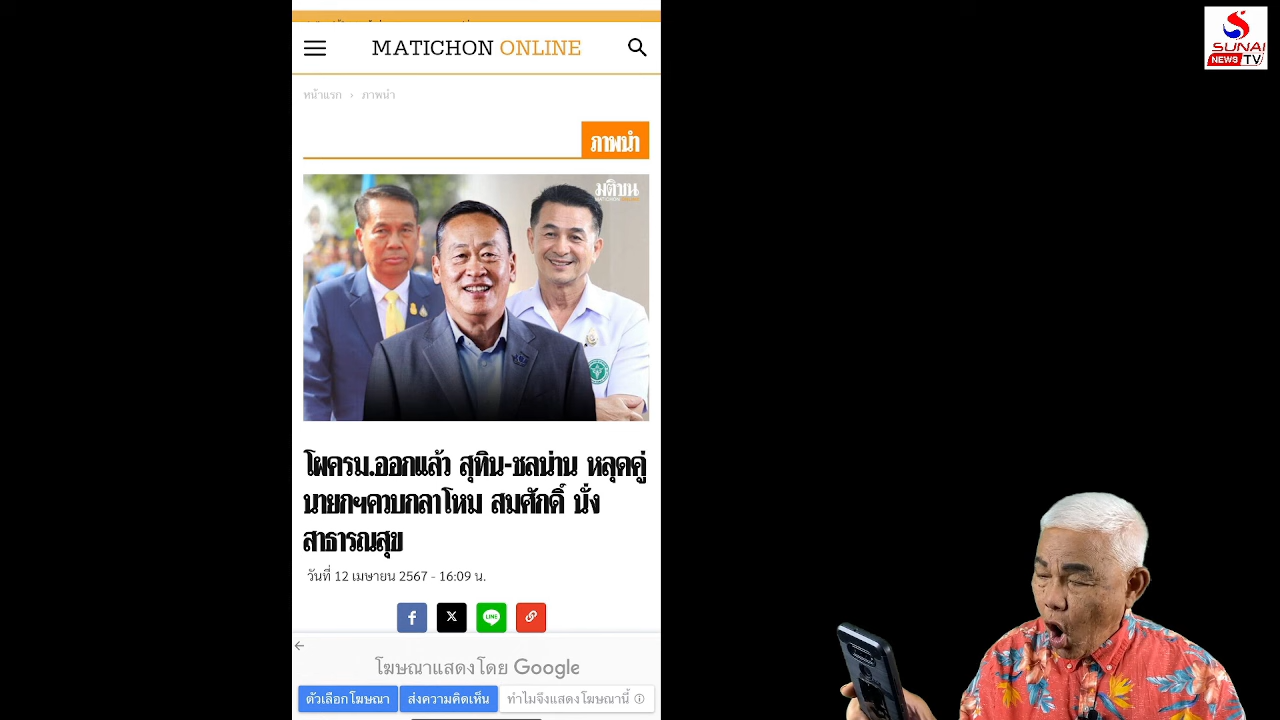 MATICHON ONLINE
SUNAI
NEWS TV
หน้าแรก › ภาพนำ
ภาพนำ
มติชน
MATICHON ONLINE
โผครม.ออกแล้ว สุทิน-ชลน่าน หลุดคู่
นายกฯควบกลาโหม สมศักดิ์ นั่ง
สาธารณสุข
วันที่ 12 เมษายน 2567 - 16:09 น.
f X LINE
โฆษณาแสดงโดย Google
ตัวเลือกโฆษณา ส่งความคิดเห็น ทำไมจึงแสดงโฆษณานี้